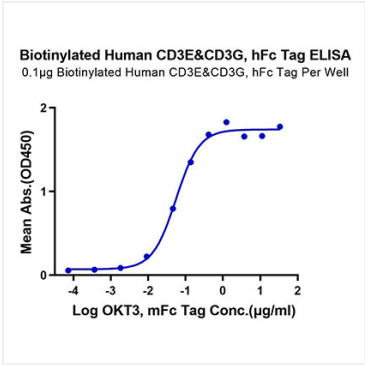 Biotinylated Human CD3E&CD3G, hFc Tag ELISA
0.1μg Biotinylated Human CD3E&CD3G, hFc Tag Per Well
Mean Abs.(OD450)
2
1
0
-4 -3 -2 -1 0 1 2
Log OKT3, mFc Tag Conc.(μg/ml)